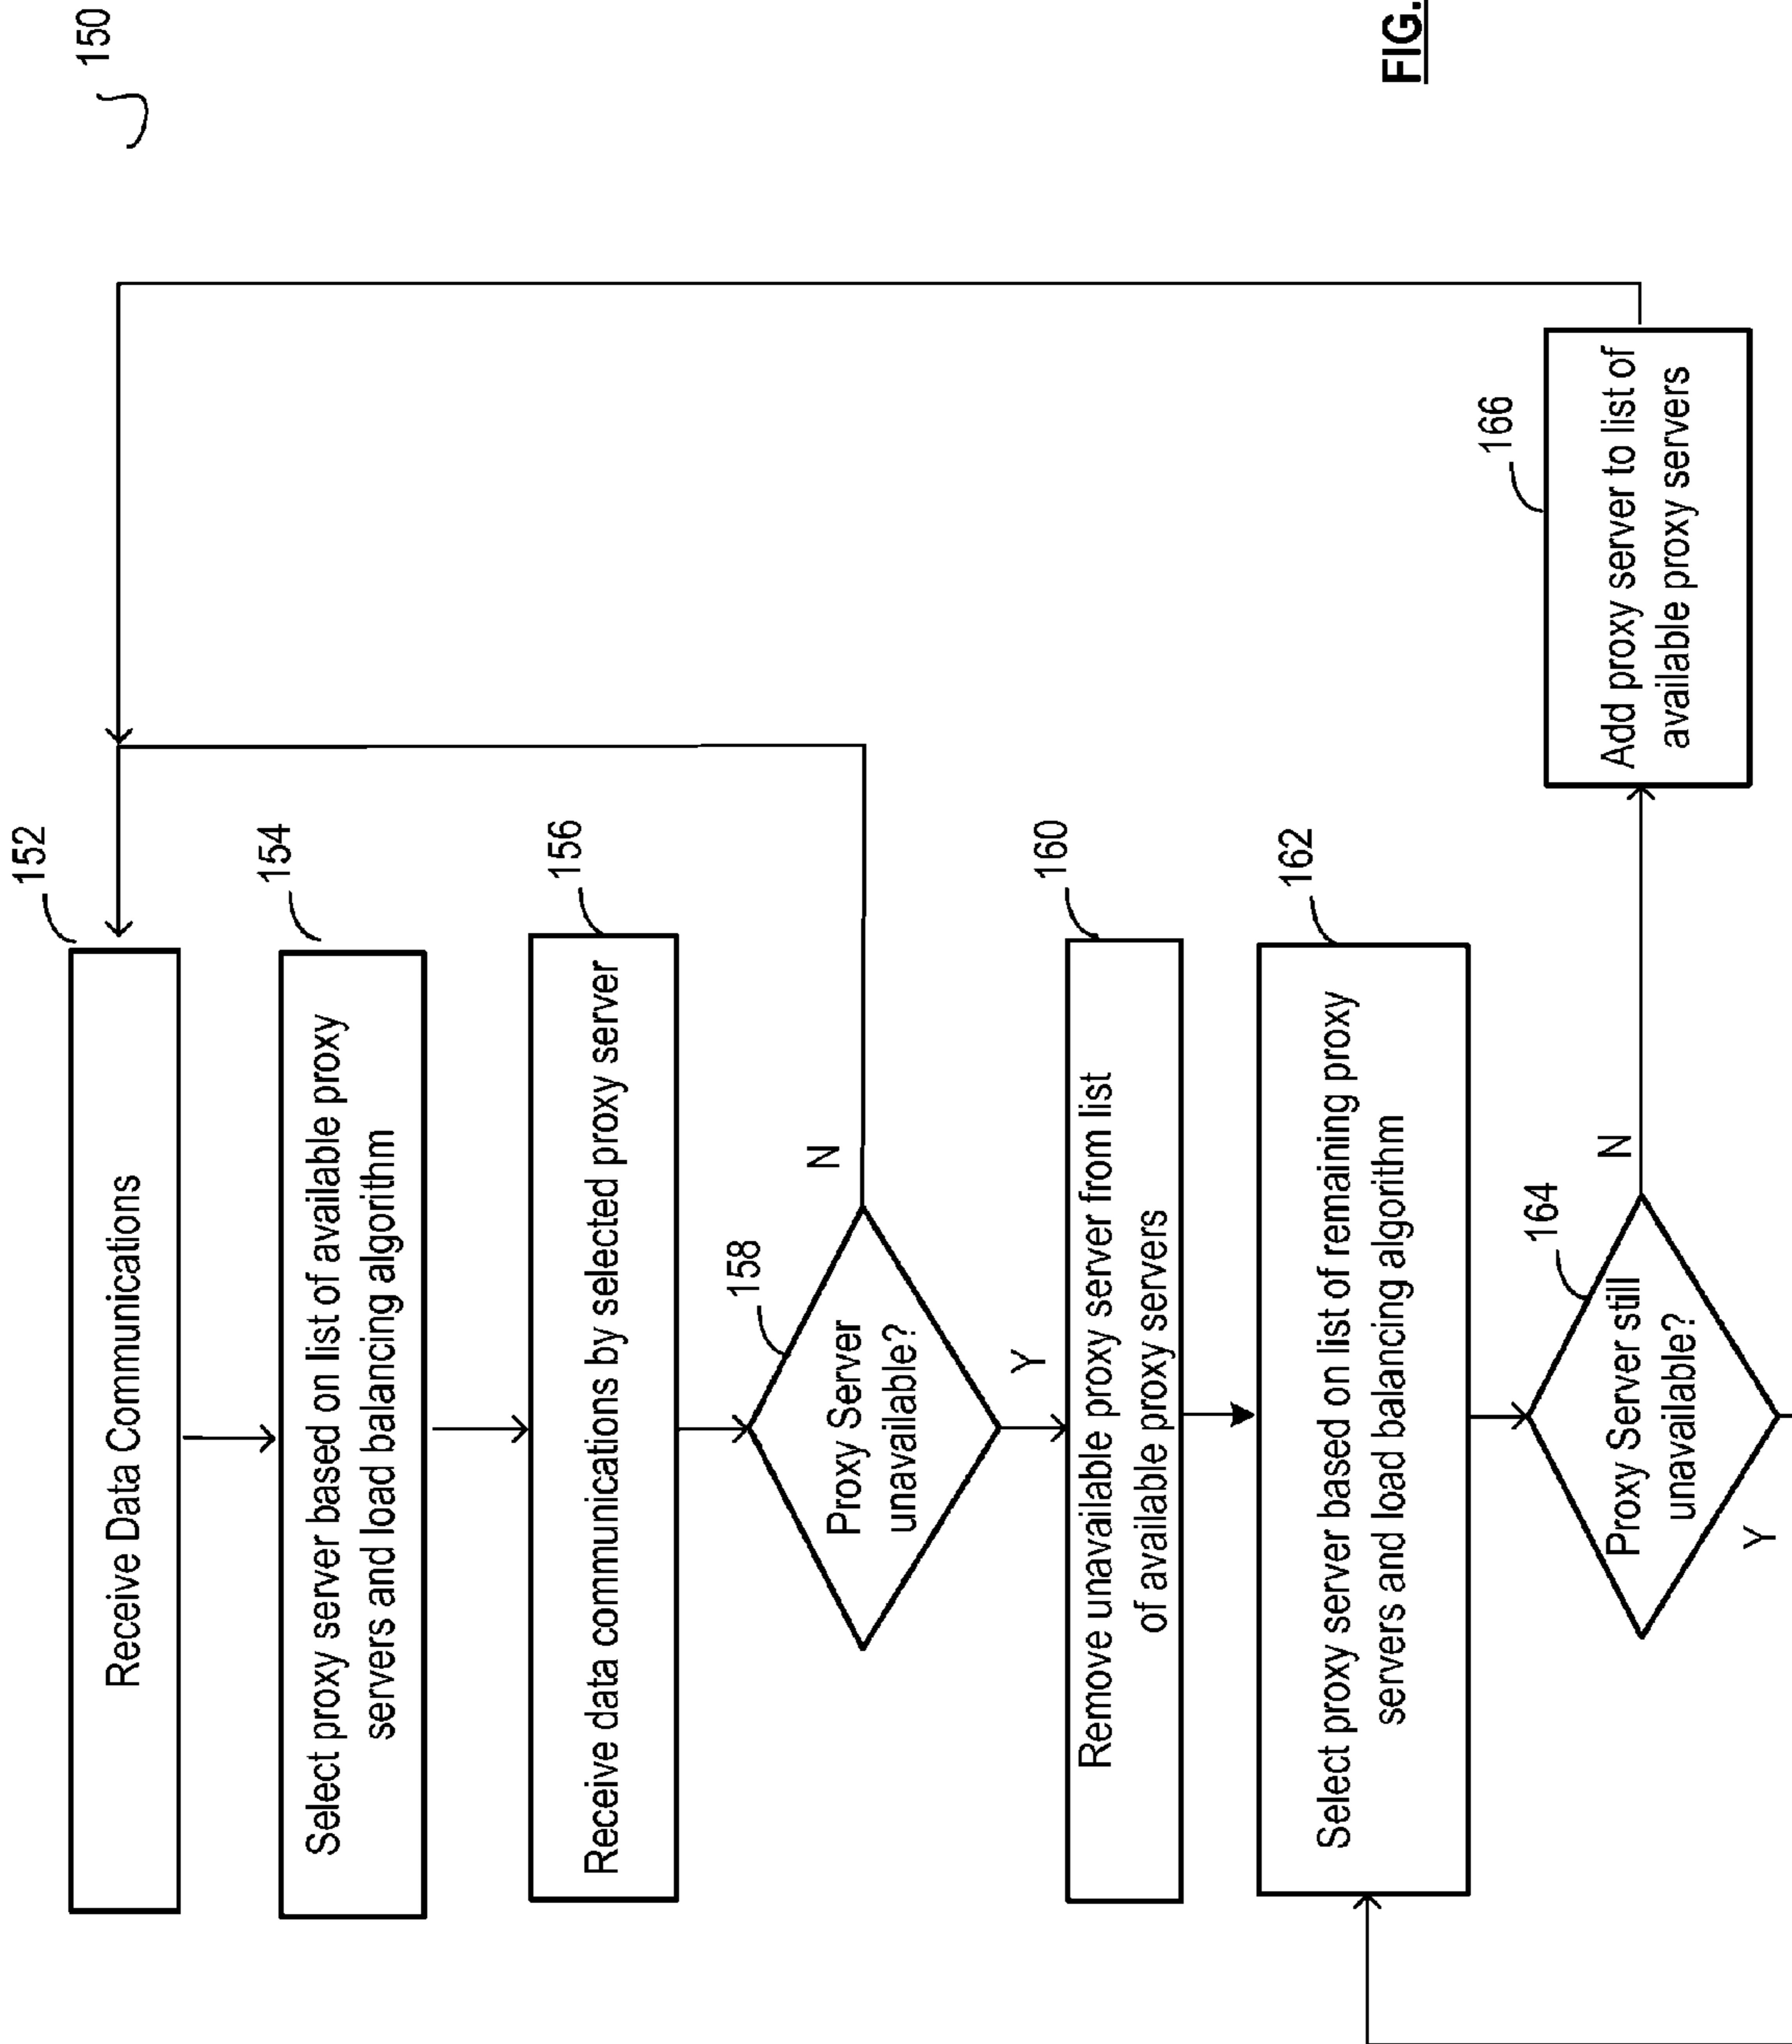 150
152
Receive Data Communications
154
Select proxy server based on list of available proxy
servers and load balancing algorithm
156
Receive data communications by selected proxy server
158
Proxy Server
unavailable?
N
Y
160
Remove unavailable proxy server from list
of available proxy servers
162
Select proxy server based on list of remaining proxy
servers and load balancing algorithm
164
Proxy Server still
unavailable?
N
Y
166
Add proxy server to list of
available proxy servers
FIG.